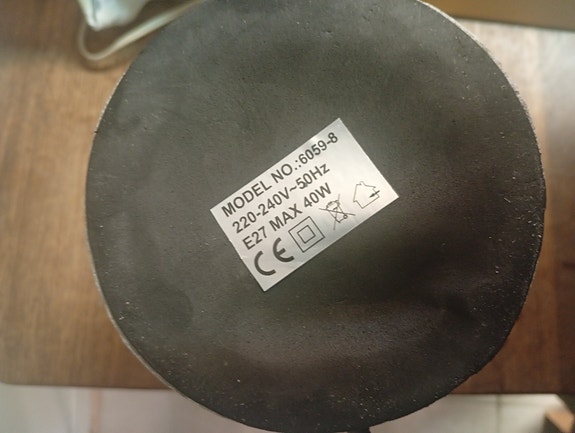 MODEL NO.:6059-8
220-240V~50Hz
E27 MAX 40W
CE